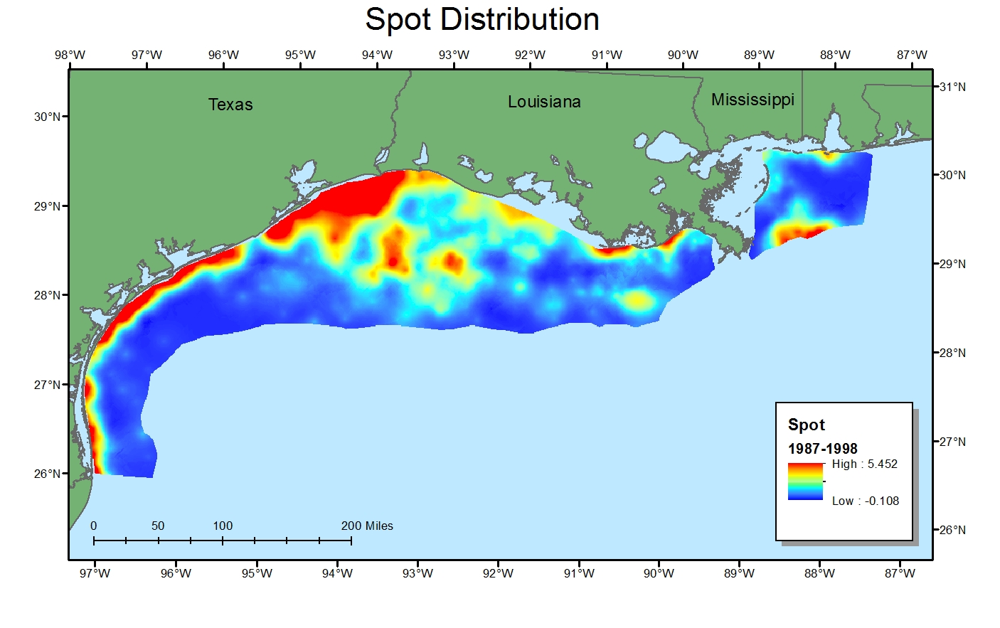 Spot Distribution
98°W 97°W 96°W 95°W 94°W 93°W 92°W 91°W 90°W 89°W 88°W 87°W
31°N
Texas Louisiana Mississippi
30°N
30°N
29°N
29°N
28°N
28°N
27°N
27°N
26°N
26°N
Spot
1987-1998
High : 5.452
Low : -0.108
0 50 100 200 Miles
97°W 96°W 95°W 94°W 93°W 92°W 91°W 90°W 89°W 88°W 87°W